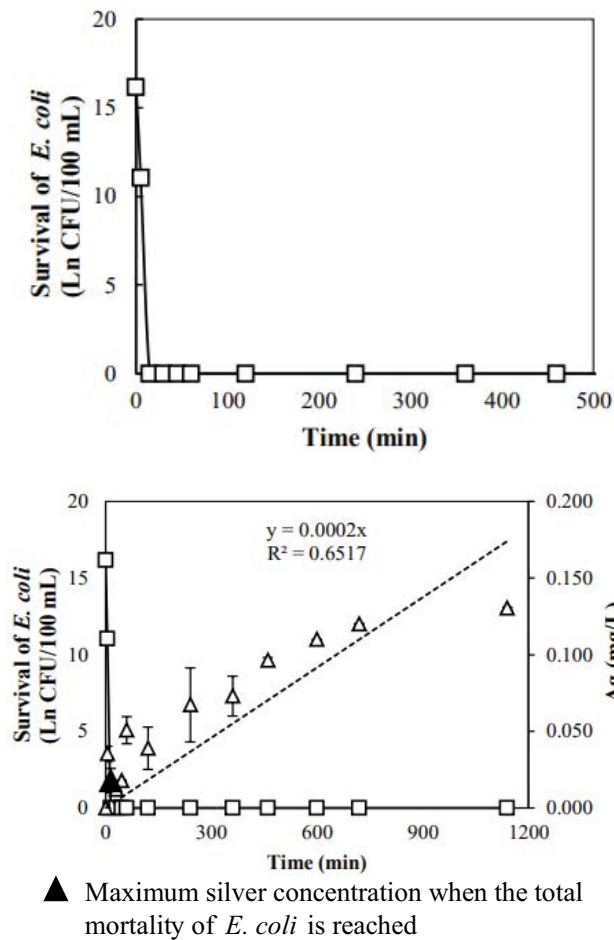 20
15
10
5
0
Survival of E. coli
(Ln CFU/100 mL)
0 100 200 300 400 500
Time (min)
20
15
10
5
0
Survival of E. coli
(Ln CFU/100 mL)
y = 0.0002x
R² = 0.6517
0.200
0.150
0.100
0.050
0.000
Ag (mg/L)
0 300 600 900 1200
Time (min)
▲ Maximum silver concentration when the total
mortality of E. coli is reached